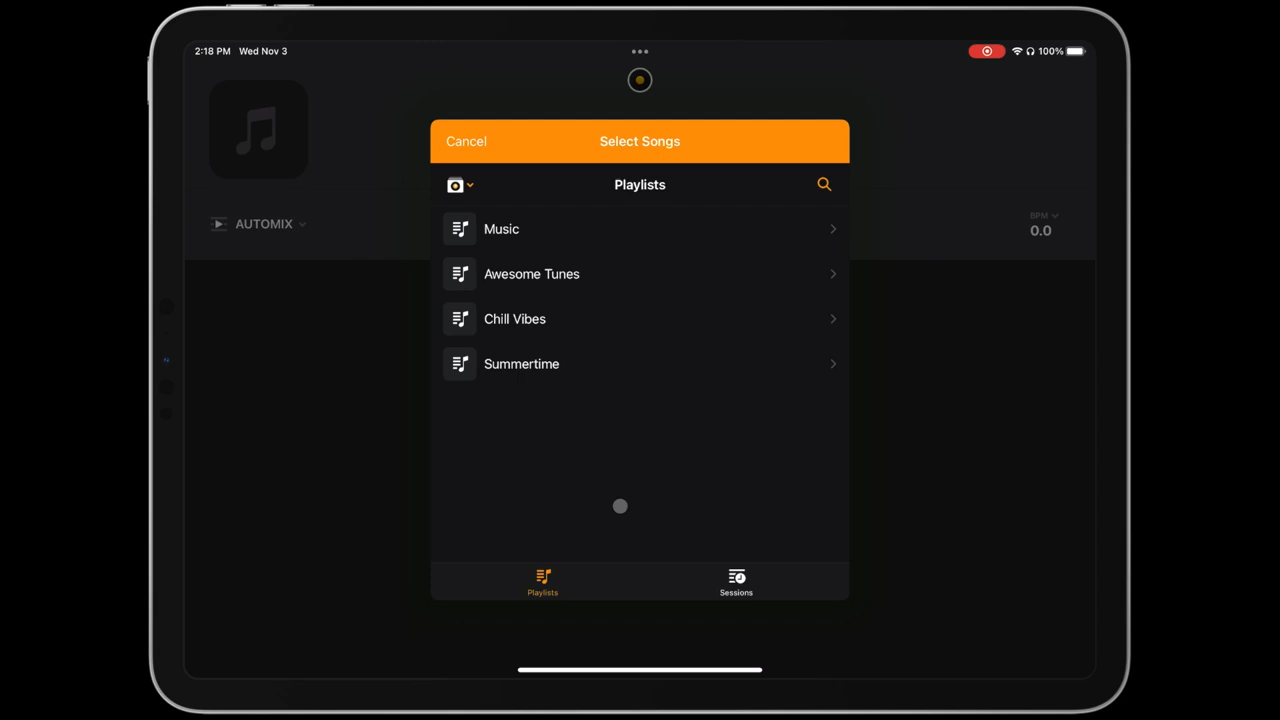 2:18 PM Wed Nov 3
100%
Cancel
Select Songs
Playlists
Music
AUTOMIX
BPM
0.0
Awesome Tunes
Chill Vibes
Summertime
Playlists
Sessions